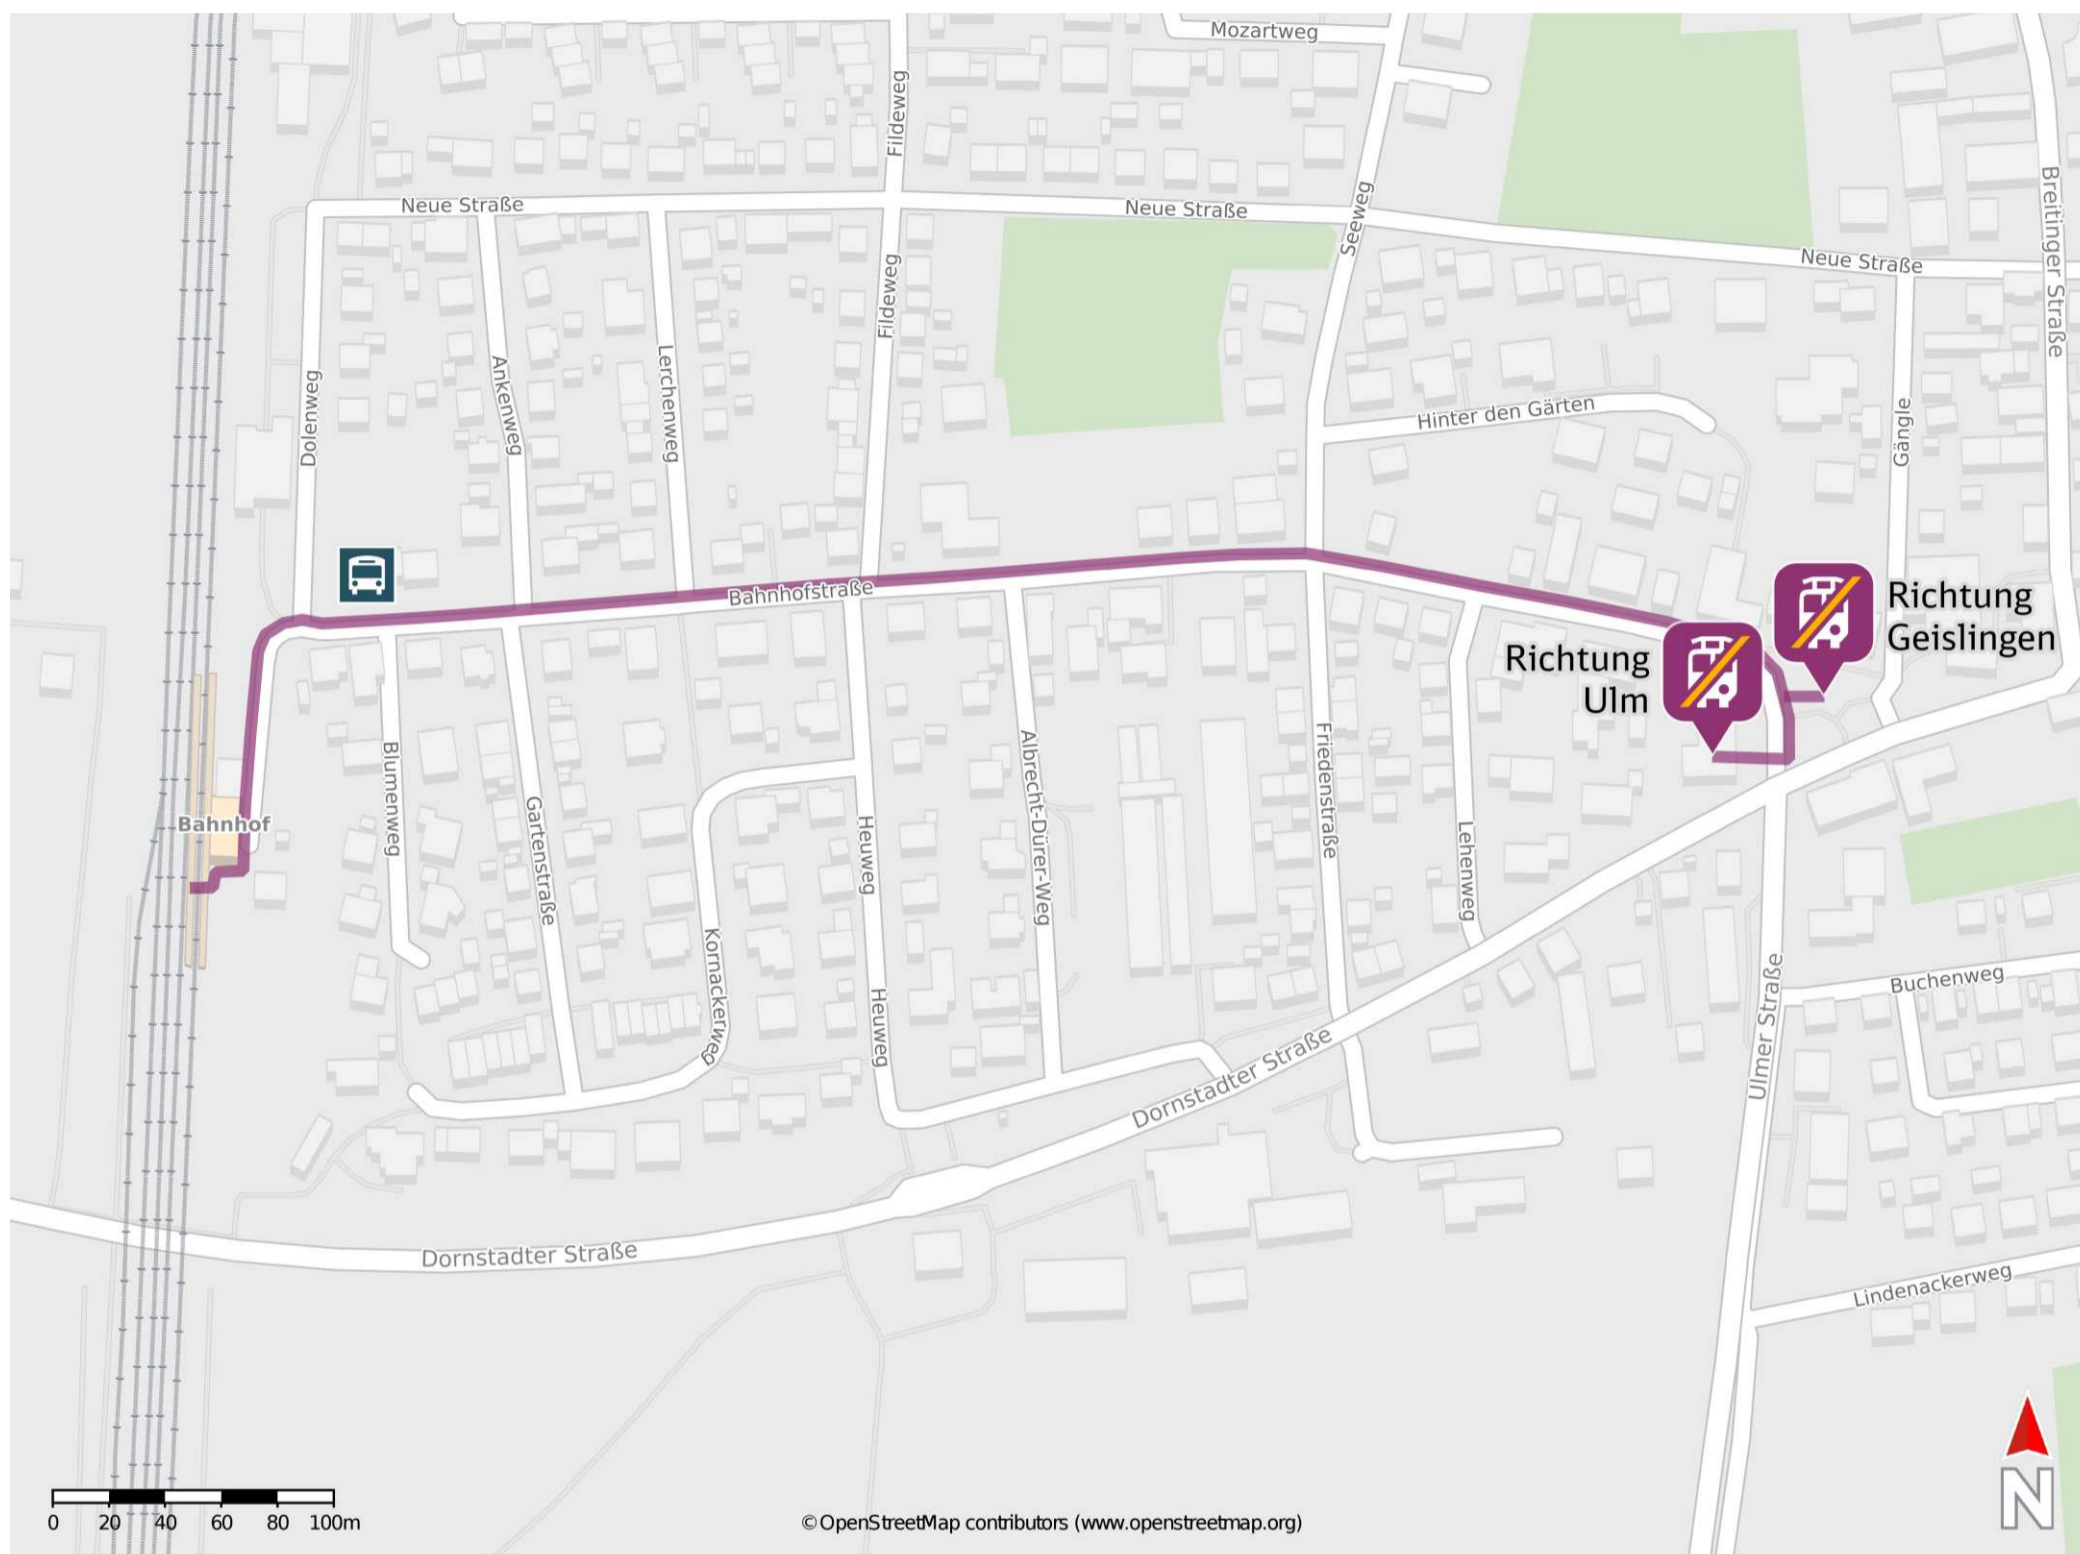 Mozartweg
Fildeweg
Neue Straße
Neue Straße
Seeweg
Breitinger Straße
Neue Straße
Fildeweg
Dolenweg
Ankenweg
Lerchenweg
Hinter den Gärten
Gängle
Bahnhofstraße
Richtung
Geislingen
Richtung
Ulm
Bahnhof
Blumenweg
Gartenstraße
Heuweg
Albrecht-Dürer-Weg
Friedenstraße
Lehenweg
Kornackerweg
Heuweg
Ulmer Straße
Buchenweg
Dornstadter Straße
Dornstadter Straße
Lindenackerweg
N
0 20 40 60 80 100m
© OpenStreetMap contributors (www.openstreetmap.org)